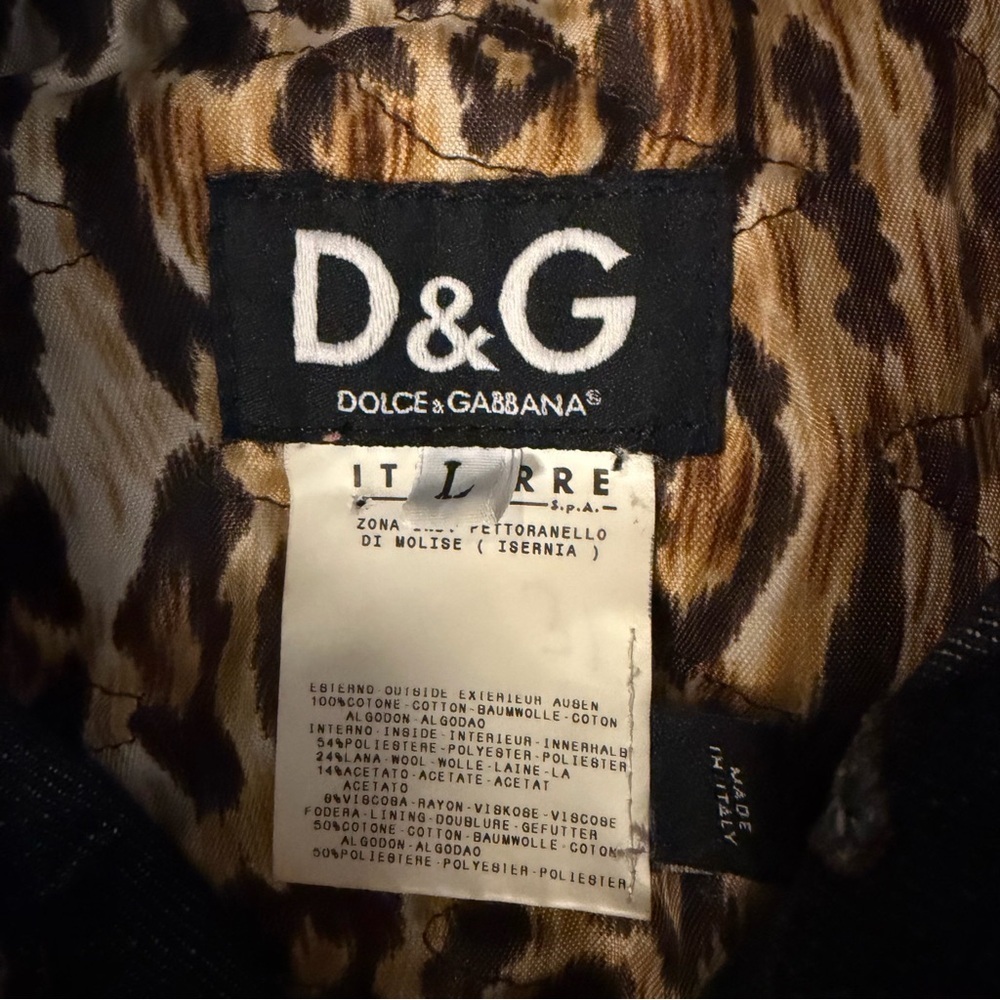 D&G
DOLCE & GABBANA®
IT L RRE
S.p.A.
ZONA PETTORANELLO
DI MOLISE ( ISERNIA )
ESTERNO-OUTSIDE EXTERIEUR AUßEN
100%COTONE-COTTON-BAUMWOLLE-COTON
ALGODON-ALGODAO
INTERNO-INSIDE-INTERIEUR-INNERHALB
54%POLIESTERE-POLYESTER-POLIESTER
24%LANA-WOOL-WOLLE-LAINE-LA
14%ACETATO-ACETATE-ACETAT
ACETATO
8%VISCOSA-RAYON-VISKOSE-VISCOSE
FODERA-LINING-DOUBLURE-GEFUTTER
50%COTONE-COTTON-BAUMWOLLE-COTON
ALGODON-ALGODAO
50%POLIESTERE-POLYESTER-POLIESTER
MADE
IN ITALY